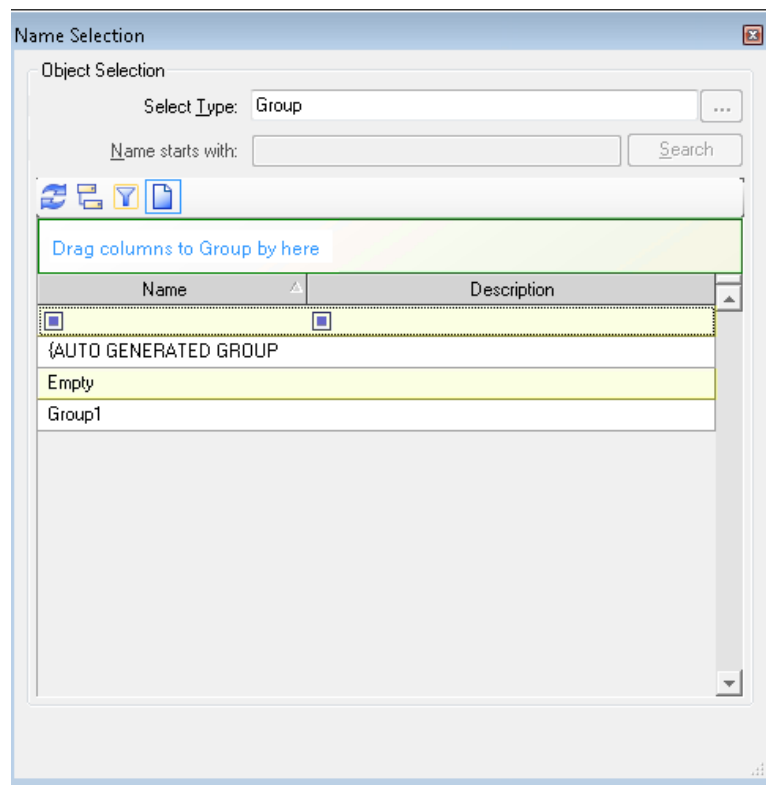 Name Selection
Object Selection
Select Type: Group ...
Name starts with: Search
Drag columns to Group by here
Name Description
{AUTO GENERATED GROUP
Empty
Group1